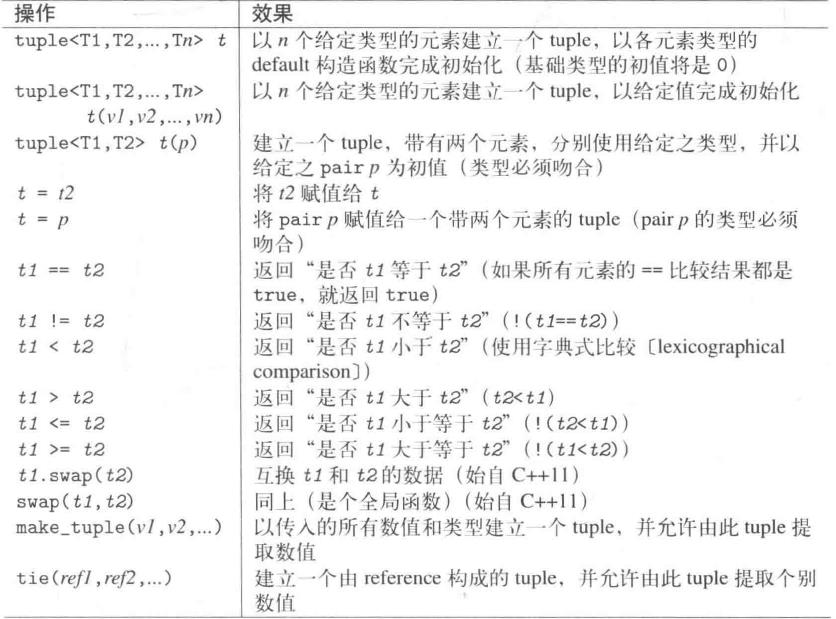 操作 效果
tuple<T1,T2,...,Tn> t 以 n 个给定类型的元素建立一个 tuple，以各元素类型的
default 构造函数完成初始化（基础类型的初值将是 0）
tuple<T1,T2,...,Tn> 以 n 个给定类型的元素建立一个 tuple，以给定值完成初始化
t(v1,v2,...,vn)
tuple<T1,T2> t(p) 建立一个 tuple，带有两个元素，分别使用给定之类型，并以
给定之 pair p 为初值（类型必须吻合）
t = t2 将 t2 赋值给 t
t = p 将 pair p 赋值给一个带两个元素的 tuple（pair p 的类型必须
吻合）
t1 == t2 返回“是否 t1 等于 t2”（如果所有元素的 == 比较结果都是
true，就返回 true）
t1 != t2 返回“是否 t1 不等于 t2”（!(t1==t2)）
t1 < t2 返回“是否 t1 小于 t2”（使用字典式比较〔lexicographical
comparison〕）
t1 > t2 返回“是否 t1 大于 t2”（t2<t1）
t1 <= t2 返回“是否 t1 小于等于 t2”（!(t2<t1)）
t1 >= t2 返回“是否 t1 大于等于 t2”（!(t1<t2)）
t1.swap(t2) 互换 t1 和 t2 的数据（始自 C++11）
swap(t1,t2) 同上（是个全局函数）（始自 C++11）
make_tuple(v1,v2,...) 以传入的所有数值和类型建立一个 tuple，并允许由此 tuple 提
取数值
tie(ref1,ref2,...) 建立一个由 reference 构成的 tuple，并允许由此 tuple 提取个别
数值